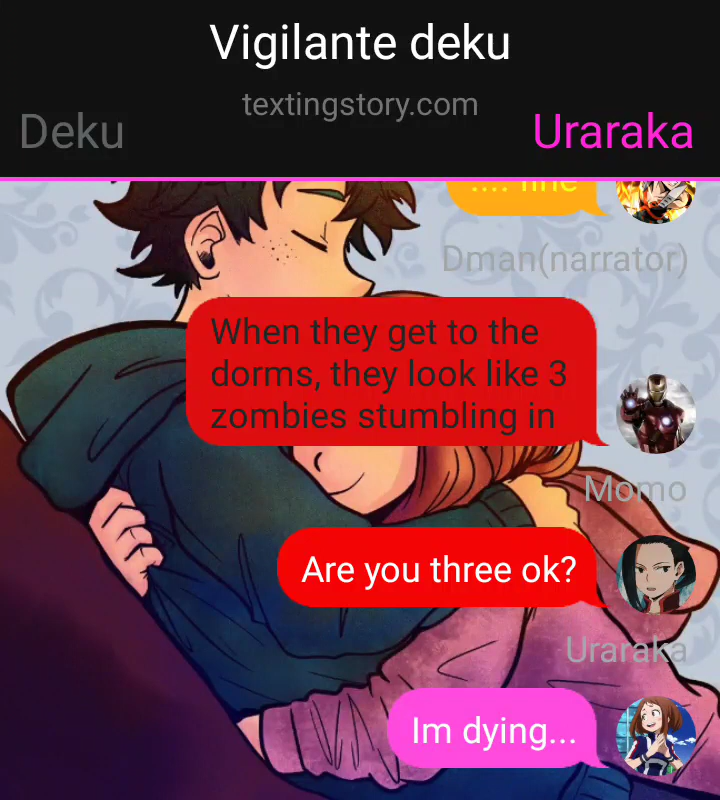 Vigilante deku
textingstory.com
Deku
Uraraka
.... fine
Dman(narrator)
When they get to the
dorms, they look like 3
zombies stumbling in
Momo
Are you three ok?
Uraraka
Im dying...